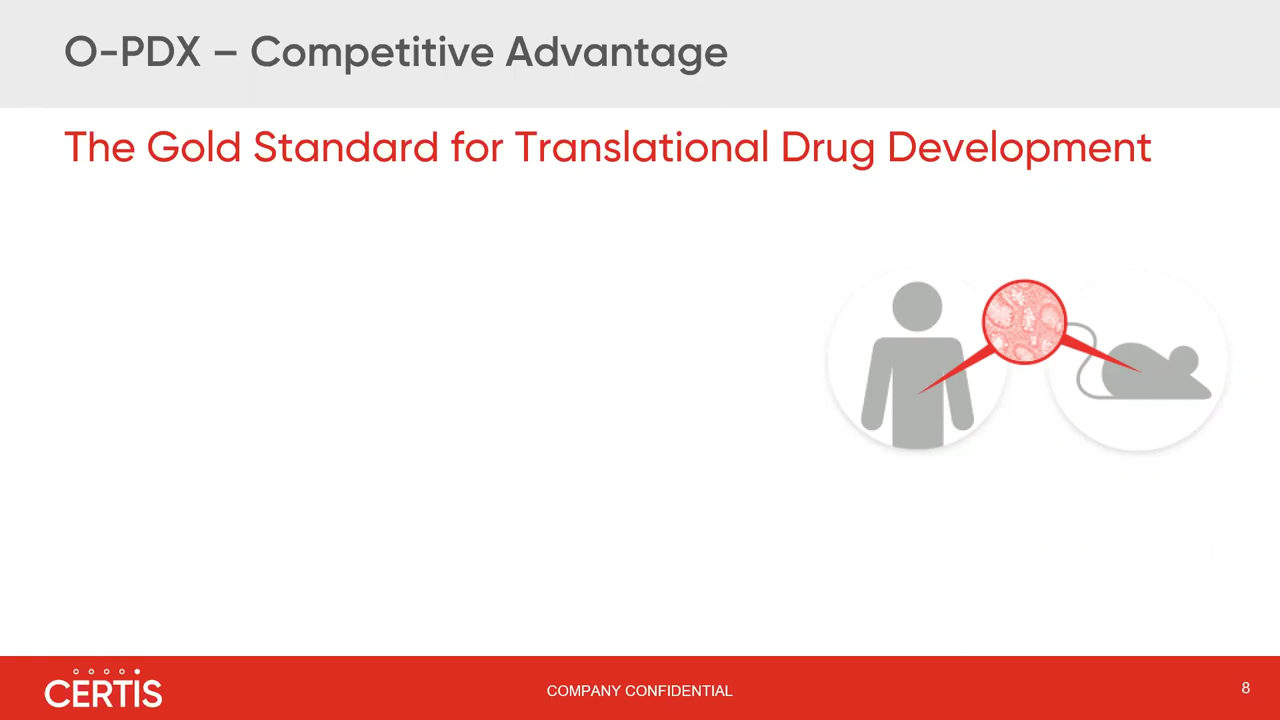 O-PDX – Competitive Advantage
The Gold Standard for Translational Drug Development
CERTIS
COMPANY CONFIDENTIAL
8